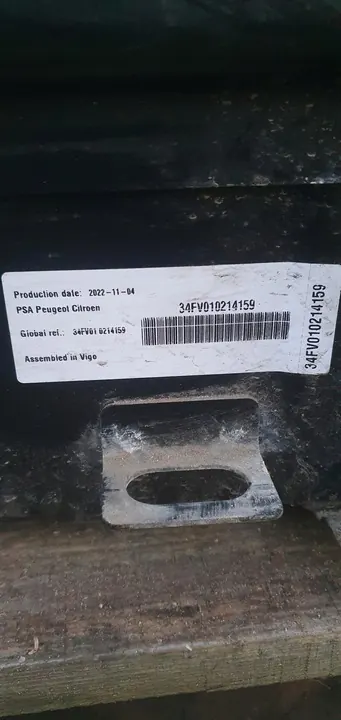 Production date: 2022-11-04
PSA Peugeot Citroen
34FV010214159
Global ref.: 34FV010214159
Assembled in Vigo
34FV010214159